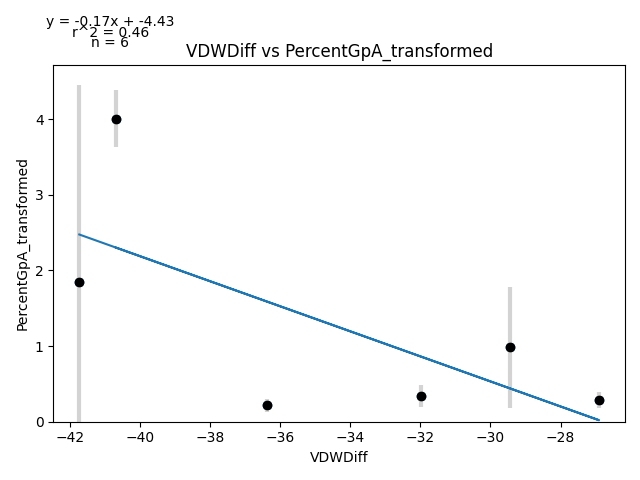 y = -0.17x + -4.43
r^2 = 0.46
n = 6
VDWDiff vs PercentGpA_transformed
PercentGpA_transformed
4
3
2
1
0
−42 −40 −38 −36 −34 −32 −30 −28
VDWDiff